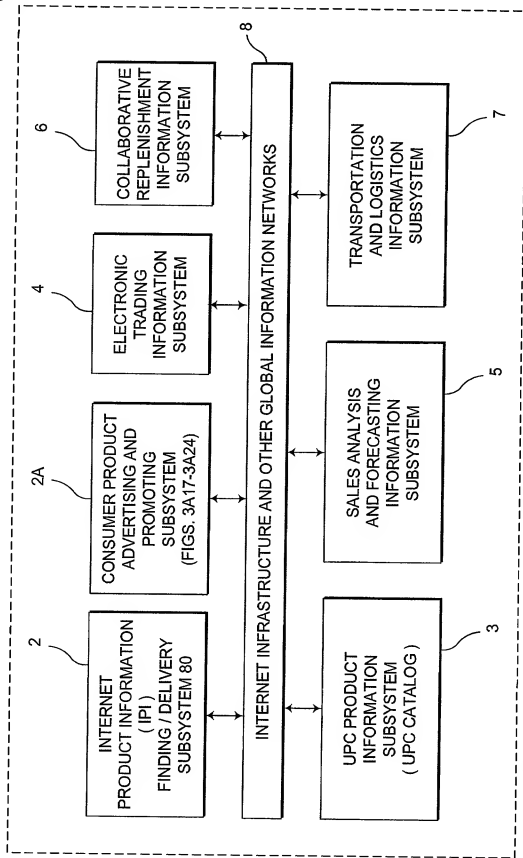 2
INTERNET
PRODUCT INFORMATION
( IPI )
FINDING / DELIVERY
SUBSYSTEM 80
2A
CONSUMER PRODUCT
ADVERTISING AND
PROMOTING
SUBSYSTEM
(FIGS. 3A17-3A24)
4
ELECTRONIC
TRADING
INFORMATION
SUBSYSTEM
6
COLLABORATIVE
REPLENISHMENT
INFORMATION
SUBSYSTEM
INTERNET INFRASTRUCTURE AND OTHER GLOBAL INFORMATION NETWORKS
8
UPC PRODUCT
INFORMATION
SUBSYSTEM
( UPC CATALOG )
3
SALES ANALYSIS
AND FORECASTING
INFORMATION
SUBSYSTEM
5
TRANSPORTATION
AND LOGISTICS
INFORMATION
SUBSYSTEM
7